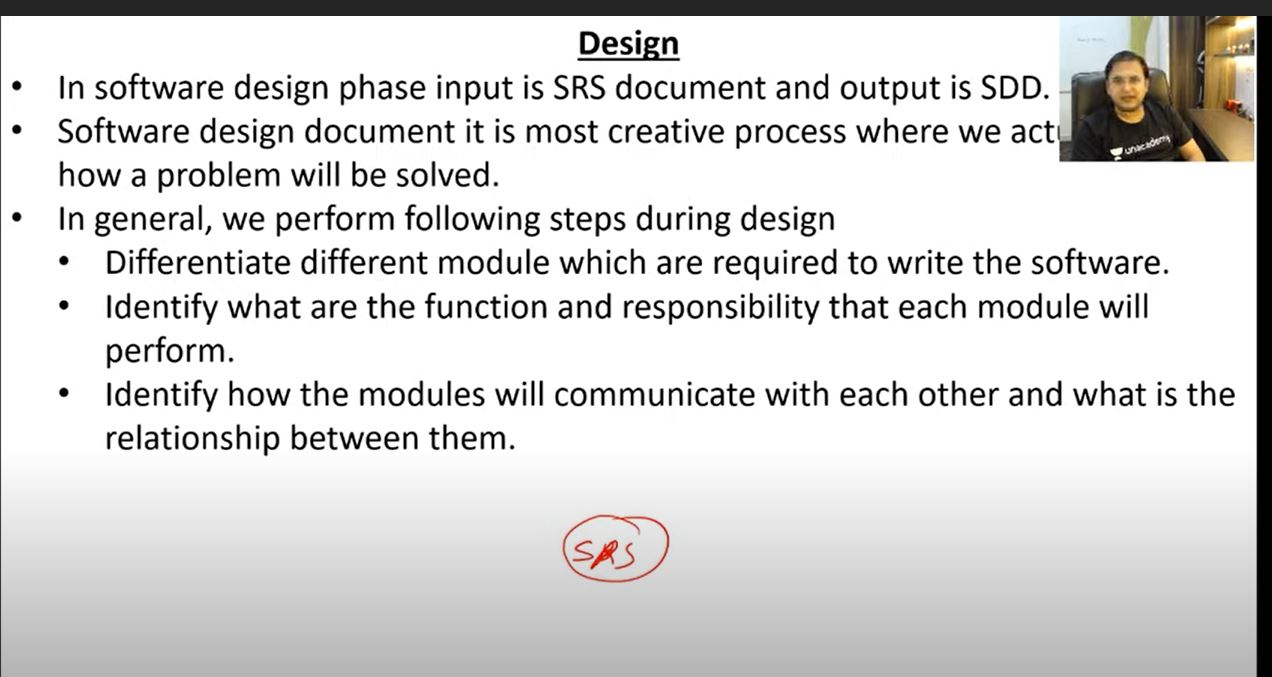 Design
• In software design phase input is SRS document and output is SDD.
• Software design document it is most creative process where we
how a problem will be solved.
• In general, we perform following steps during design
• Differentiate different module which are required to write the software.
• Identify what are the function and responsibility that each module will
perform.
• Identify how the modules will communicate with each other and what is the
relationship between them.
unacademy
SRS